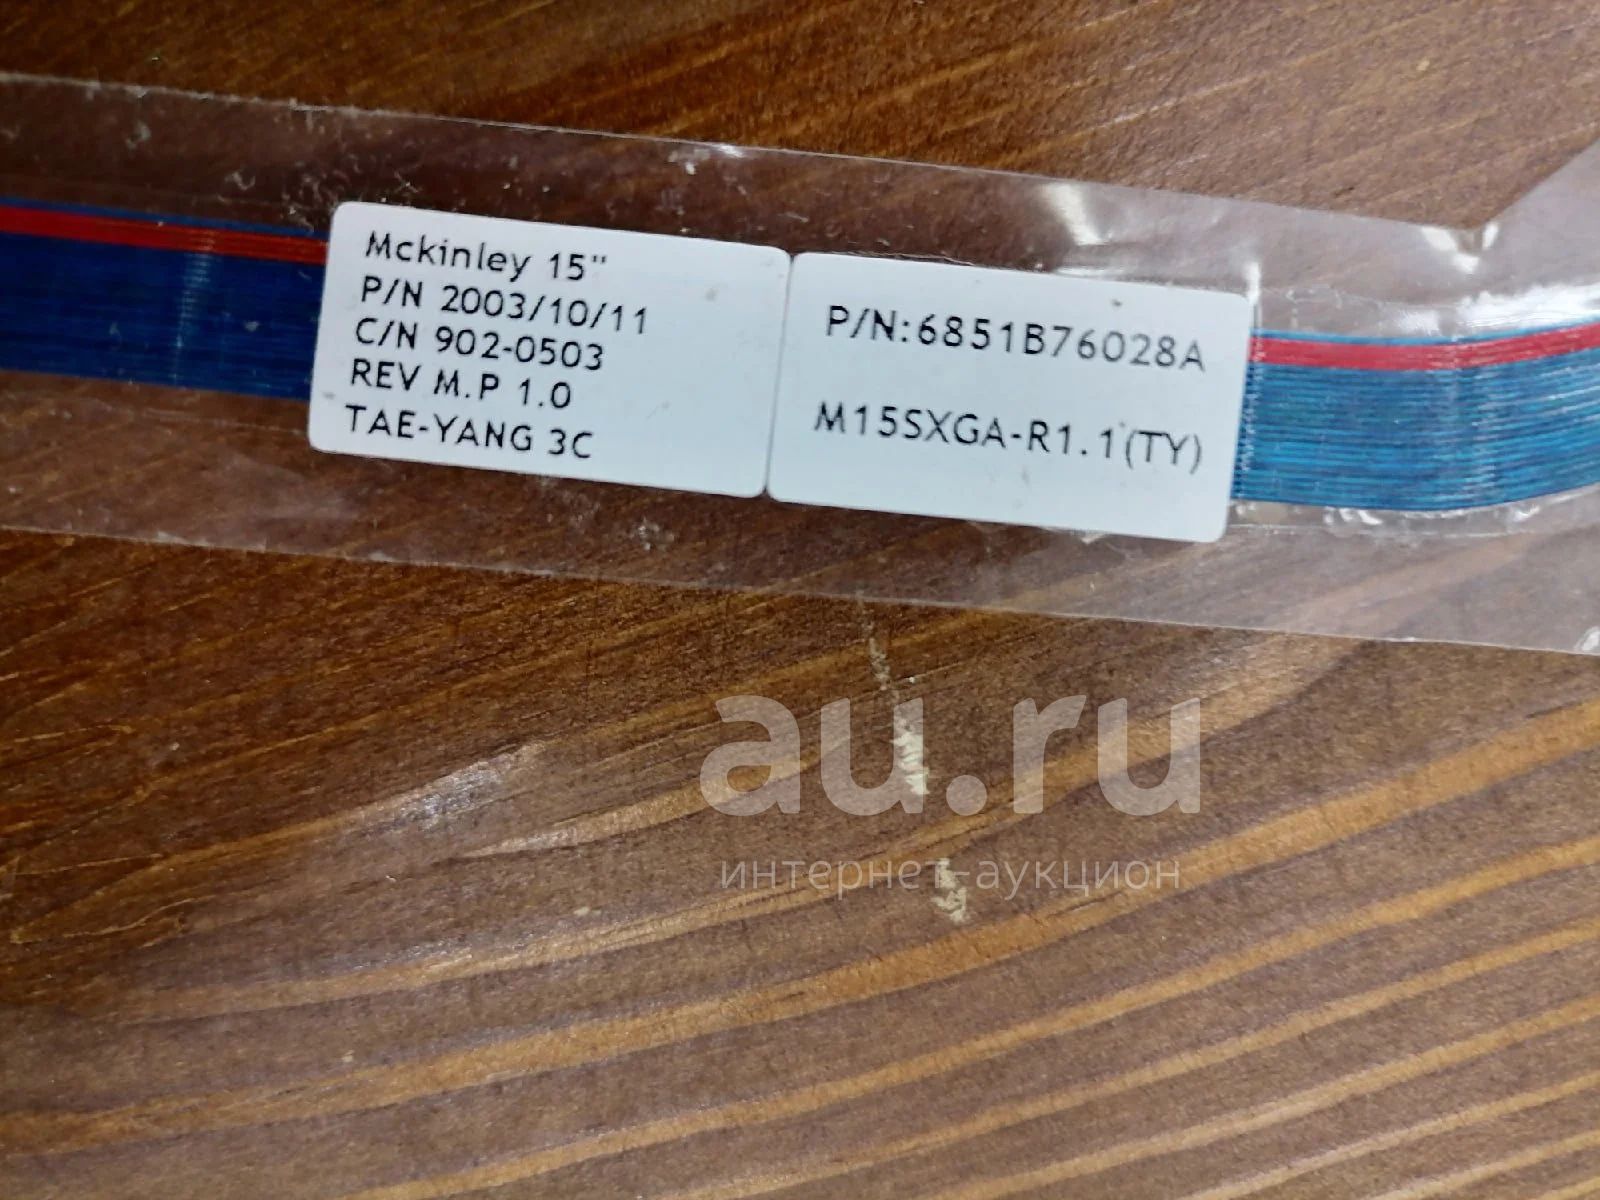 Mckinley 15"
P/N 2003/10/11
C/N 902-0503
REV M.P 1.0
TAE-YANG 3C
P/N:6851B76028A
M15SXGA-R1.1(TY)
au.ru
интернет-аукцион